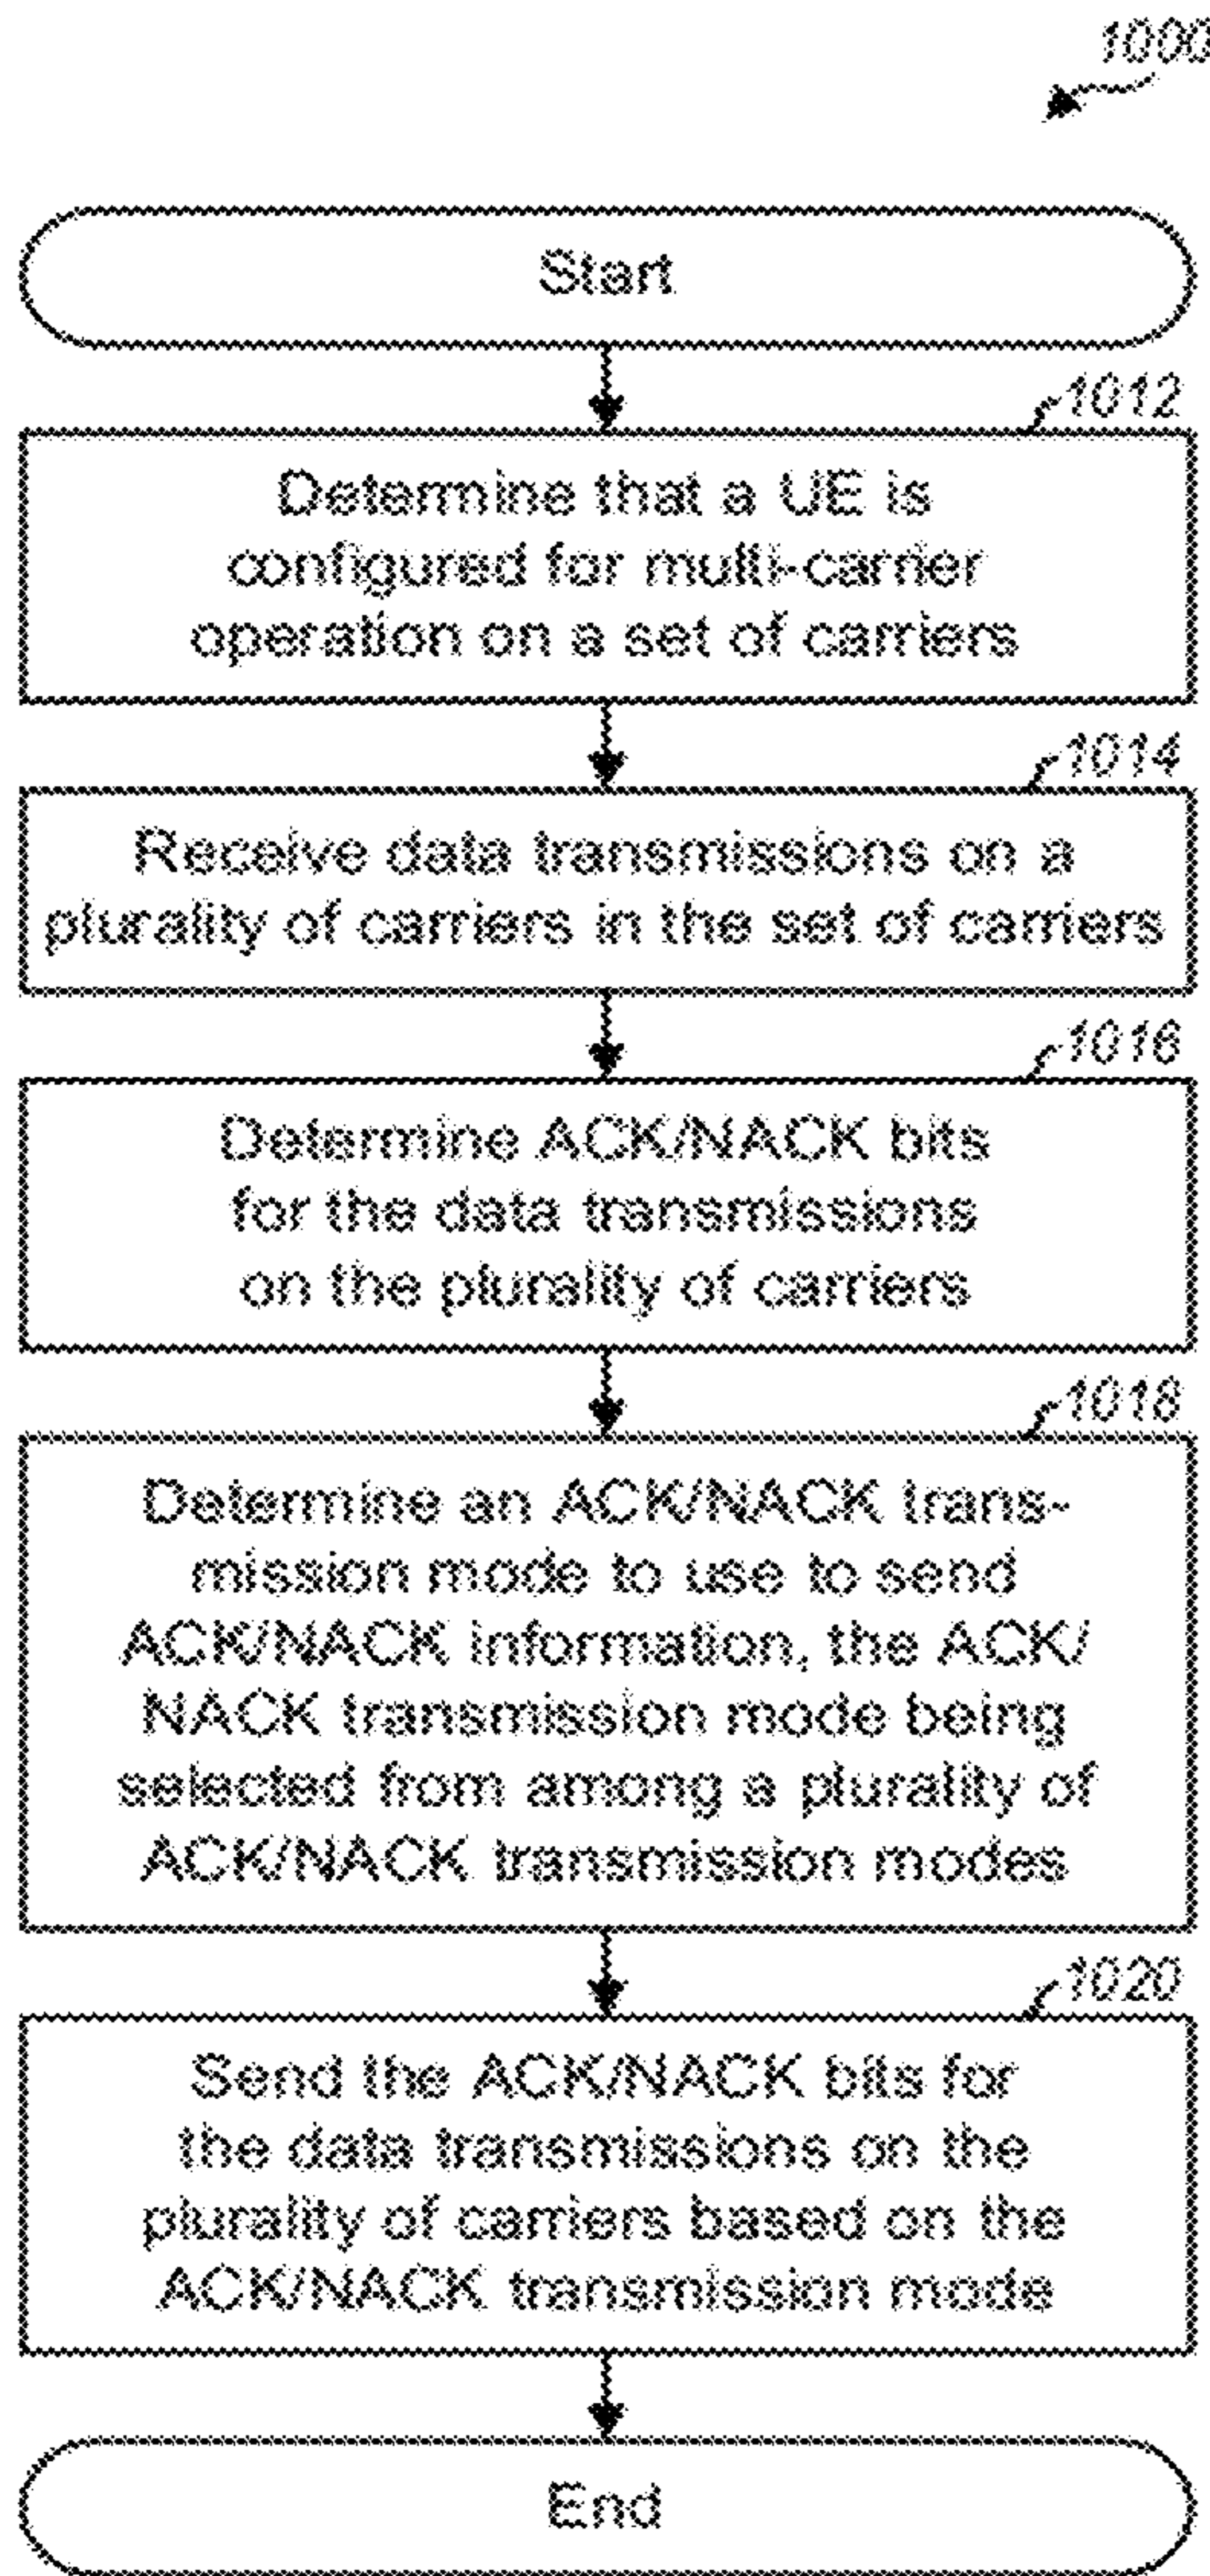 1000
Start
1012
Determine that a UE is
configured for multi-carrier
operation on a set of carriers
1014
Receive data transmissions on a
plurality of carriers in the set of carriers
1016
Determine ACK/NACK bits
for the data transmissions
on the plurality of carriers
1018
Determine an ACK/NACK trans-
mission mode to use to send
ACK/NACK information, the ACK/
NACK transmission mode being
selected from among a plurality of
ACK/NACK transmission modes
1020
Send the ACK/NACK bits for
the data transmissions on the
plurality of carriers based on the
ACK/NACK transmission mode
End